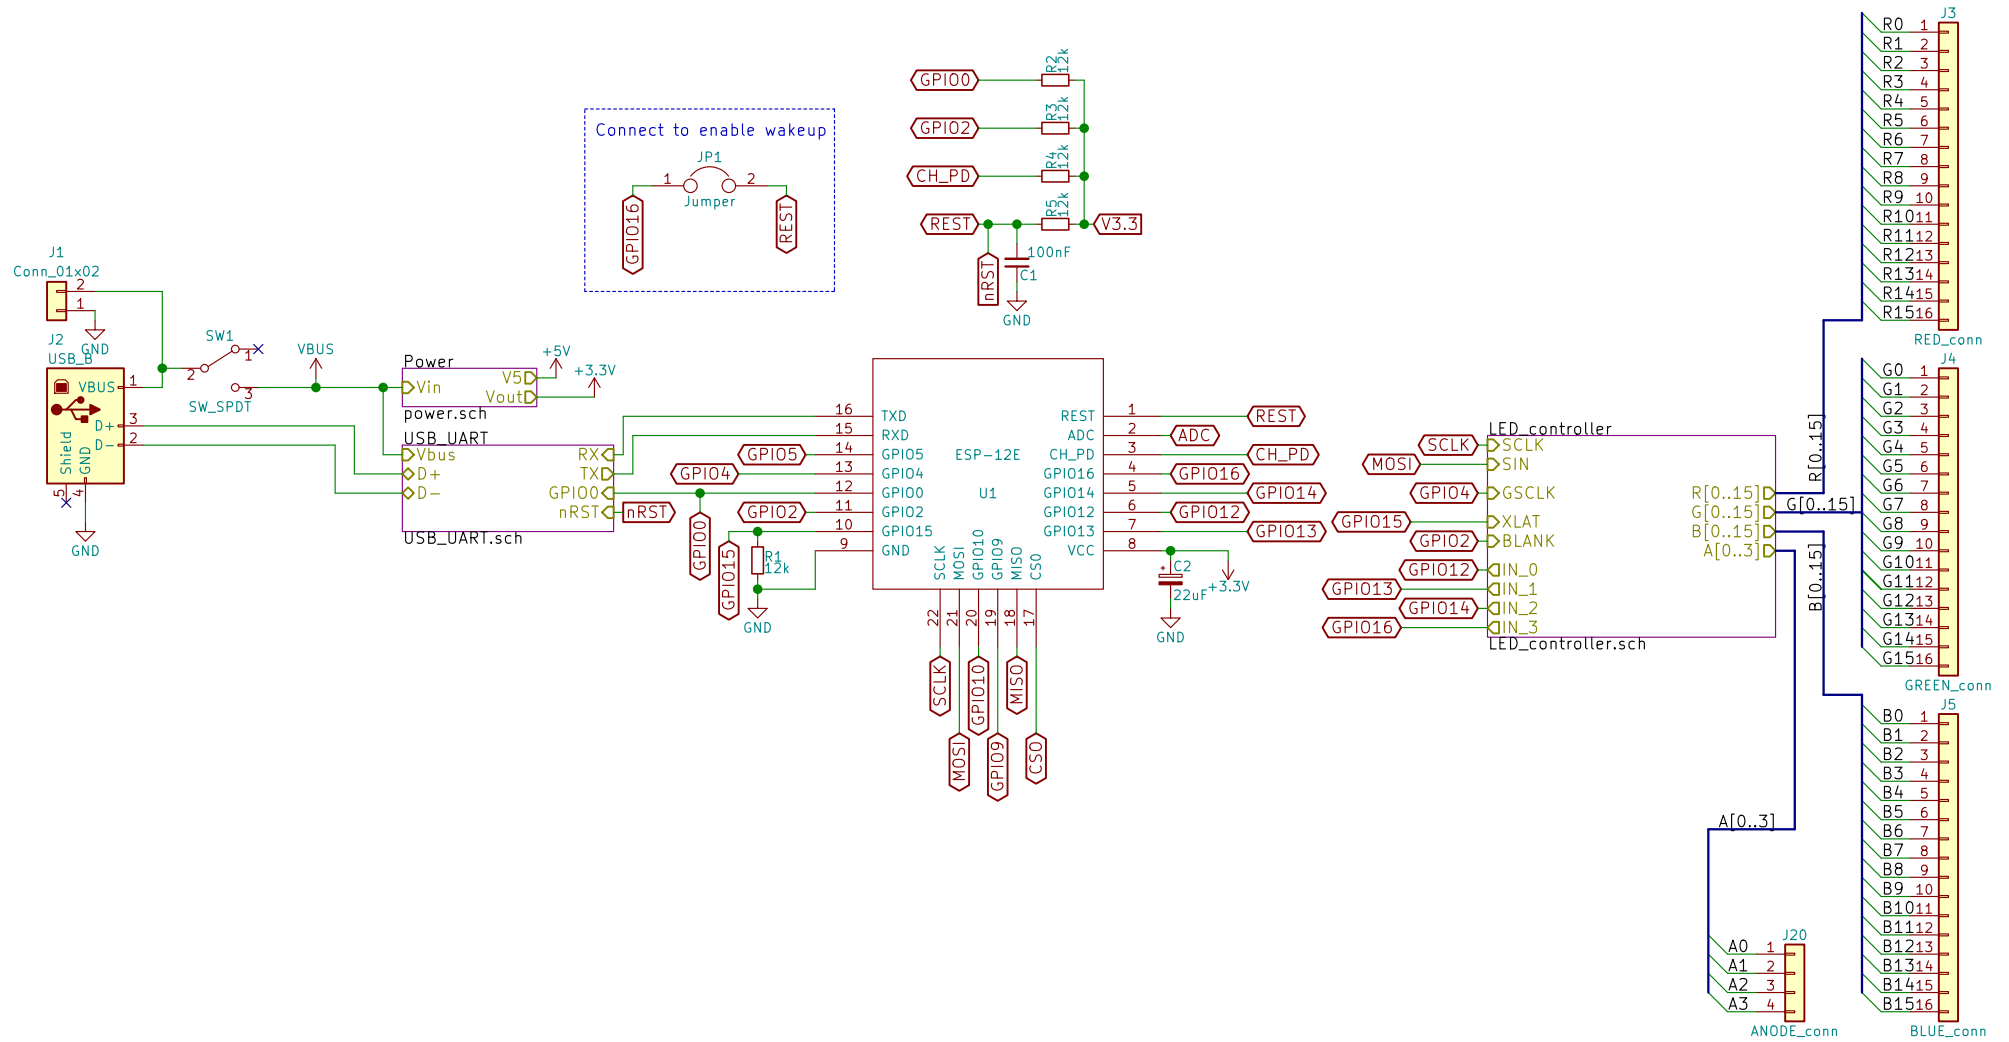 J1
Conn_01x02
2
1
GND
J2
USB_B
VBUS
1
D+
3
D-
2
Shield
GND
5
4
GND
SW1
1
2
3
SW_SPDT
VBUS
Power
Vin
V5
Vout
power.sch
+5V
+3.3V
USB_UART
Vbus
D+
D-
RX
TX
GPIO0
nRST
USB_UART.sch
nRST
Connect to enable wakeup
JP1
1
2
Jumper
GPIO16
REST
GPIO0
R2
12k
GPIO2
R3
12k
CH_PD
R4
12k
REST
R5
12k
V3.3
nRST
100nF
C1
GND
GPIO5
GPIO4
GPIO0
GPIO2
GPIO15
R1
12k
GND
16
TXD
15
RXD
14
GPIO5
13
GPIO4
12
GPIO0
11
GPIO2
10
GPIO15
9
GND
ESP-12E
U1
REST
1
REST
ADC
2
ADC
CH_PD
3
CH_PD
GPIO16
4
GPIO16
GPIO14
5
GPIO14
GPIO12
6
GPIO12
GPIO13
7
GPIO13
VCC
8
SCLK
MOSI
GPIO10
GPIO9
MISO
CS0
22
21
20
19
18
17
SCLK
MOSI
GPIO10
GPIO9
MISO
CS0
+
C2
22uF
GND
+3.3V
LED_controller
SCLK
SCLK
MOSI
SIN
GPIO4
GSCLK
GPIO15
XLAT
GPIO2
BLANK
GPIO12
IN_0
GPIO13
IN_1
GPIO14
IN_2
GPIO16
IN_3
R[0..15]
G[0..15]
B[0..15]
A[0..3]
LED_controller.sch
R[0..15]
G[0..15]
B[0..15]
A[0..3]
J3
R0 1
R1 2
R2 3
R3 4
R4 5
R5 6
R6 7
R7 8
R8 9
R9 10
R10 11
R11 12
R12 13
R13 14
R14 15
R15 16
RED_conn
J4
G0 1
G1 2
G2 3
G3 4
G4 5
G5 6
G6 7
G7 8
G8 9
G9 10
G10 11
G11 12
G12 13
G13 14
G14 15
G15 16
GREEN_conn
J5
B0 1
B1 2
B2 3
B3 4
B4 5
B5 6
B6 7
B7 8
B8 9
B9 10
B10 11
B11 12
B12 13
B13 14
B14 15
B15 16
BLUE_conn
J20
A0 1
A1 2
A2 3
A3 4
ANODE_conn